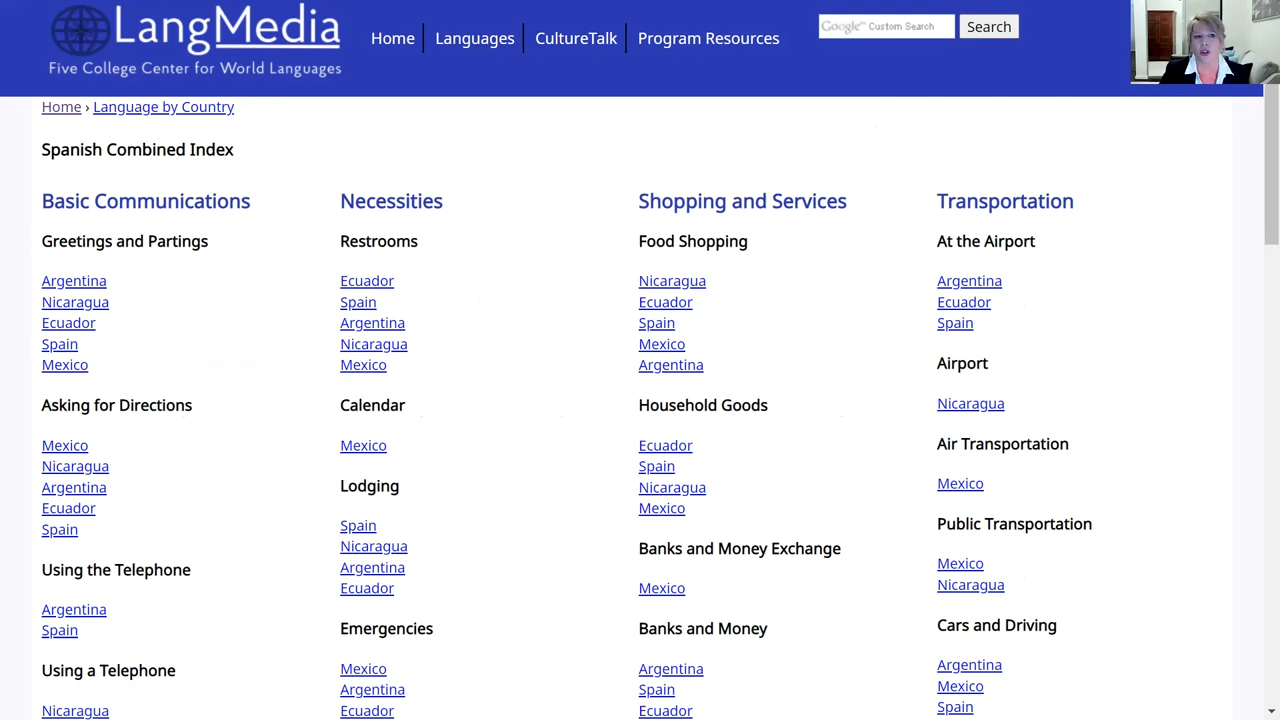 LangMedia
Five College Center for World Languages
Home
Languages
CultureTalk
Program Resources
Google™ Custom Search
Search
Home › Language by Country
Spanish Combined Index
Basic Communications
Greetings and Partings
Argentina
Nicaragua
Ecuador
Spain
Mexico
Asking for Directions
Mexico
Nicaragua
Argentina
Ecuador
Spain
Using the Telephone
Argentina
Spain
Using a Telephone
Nicaragua
Necessities
Restrooms
Ecuador
Spain
Argentina
Nicaragua
Mexico
Calendar
Mexico
Lodging
Spain
Nicaragua
Argentina
Ecuador
Emergencies
Mexico
Argentina
Ecuador
Shopping and Services
Food Shopping
Nicaragua
Ecuador
Spain
Mexico
Argentina
Household Goods
Ecuador
Spain
Nicaragua
Mexico
Banks and Money Exchange
Mexico
Banks and Money
Argentina
Spain
Ecuador
Transportation
At the Airport
Argentina
Ecuador
Spain
Airport
Nicaragua
Air Transportation
Mexico
Public Transportation
Mexico
Nicaragua
Cars and Driving
Argentina
Mexico
Spain